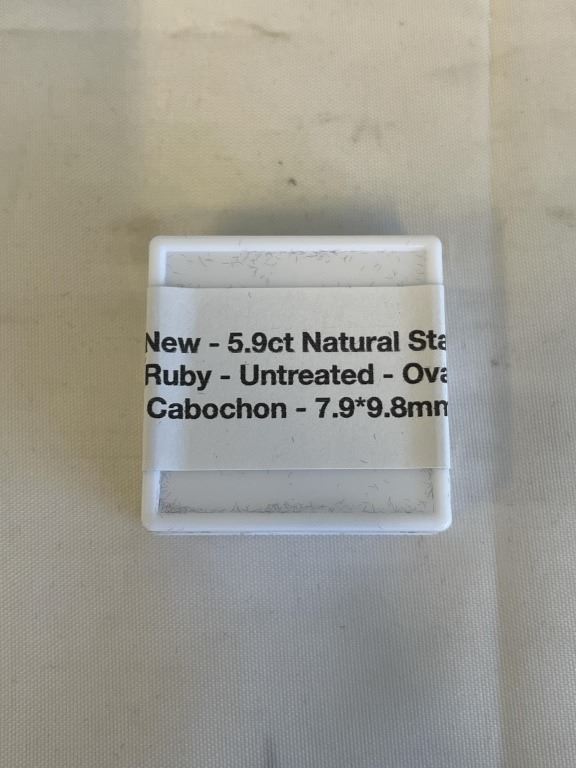 New - 5.9ct Natural Sta
Ruby - Untreated - Ova
Cabochon - 7.9*9.8mm